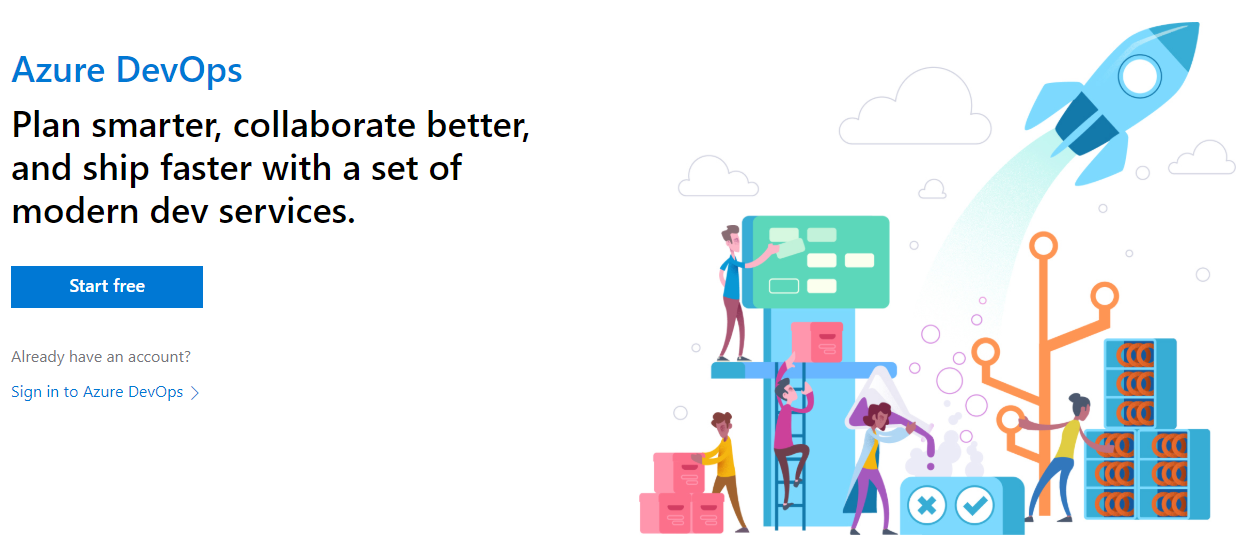 Azure DevOps
Plan smarter, collaborate better,
and ship faster with a set of
modern dev services.
Start free
Already have an account?
Sign in to Azure DevOps